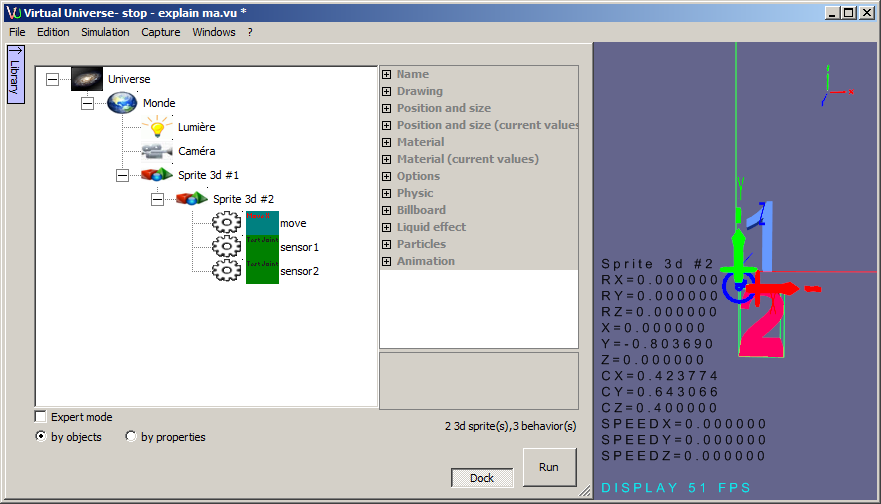 Virtual Universe- stop - explain ma.vu *
File Edition Simulation Capture Windows ?
Library
Universe
Monde
Lumière
Caméra
Sprite 3d #1
Sprite 3d #2
move
TestJoint sensor1
TestJoint sensor2
Name
Drawing
Position and size
Position and size (current values
Material
Material (current values)
Options
Physic
Billboard
Liquid effect
Particles
Animation
Expert mode
by objects by properties
2 3d sprite(s),3 behavior(s)
Dock
Run
Y
1
2
Sprite 3d #2
RX=0.000000
RY=0.000000
RZ=0.000000
X=0.000000
Y=-0.803690
Z=0.000000
CX=0.423774
CY=0.643066
CZ=0.400000
SPEEDX=0.000000
SPEEDY=0.000000
SPEEDZ=0.000000
DISPLAY 51 FPS